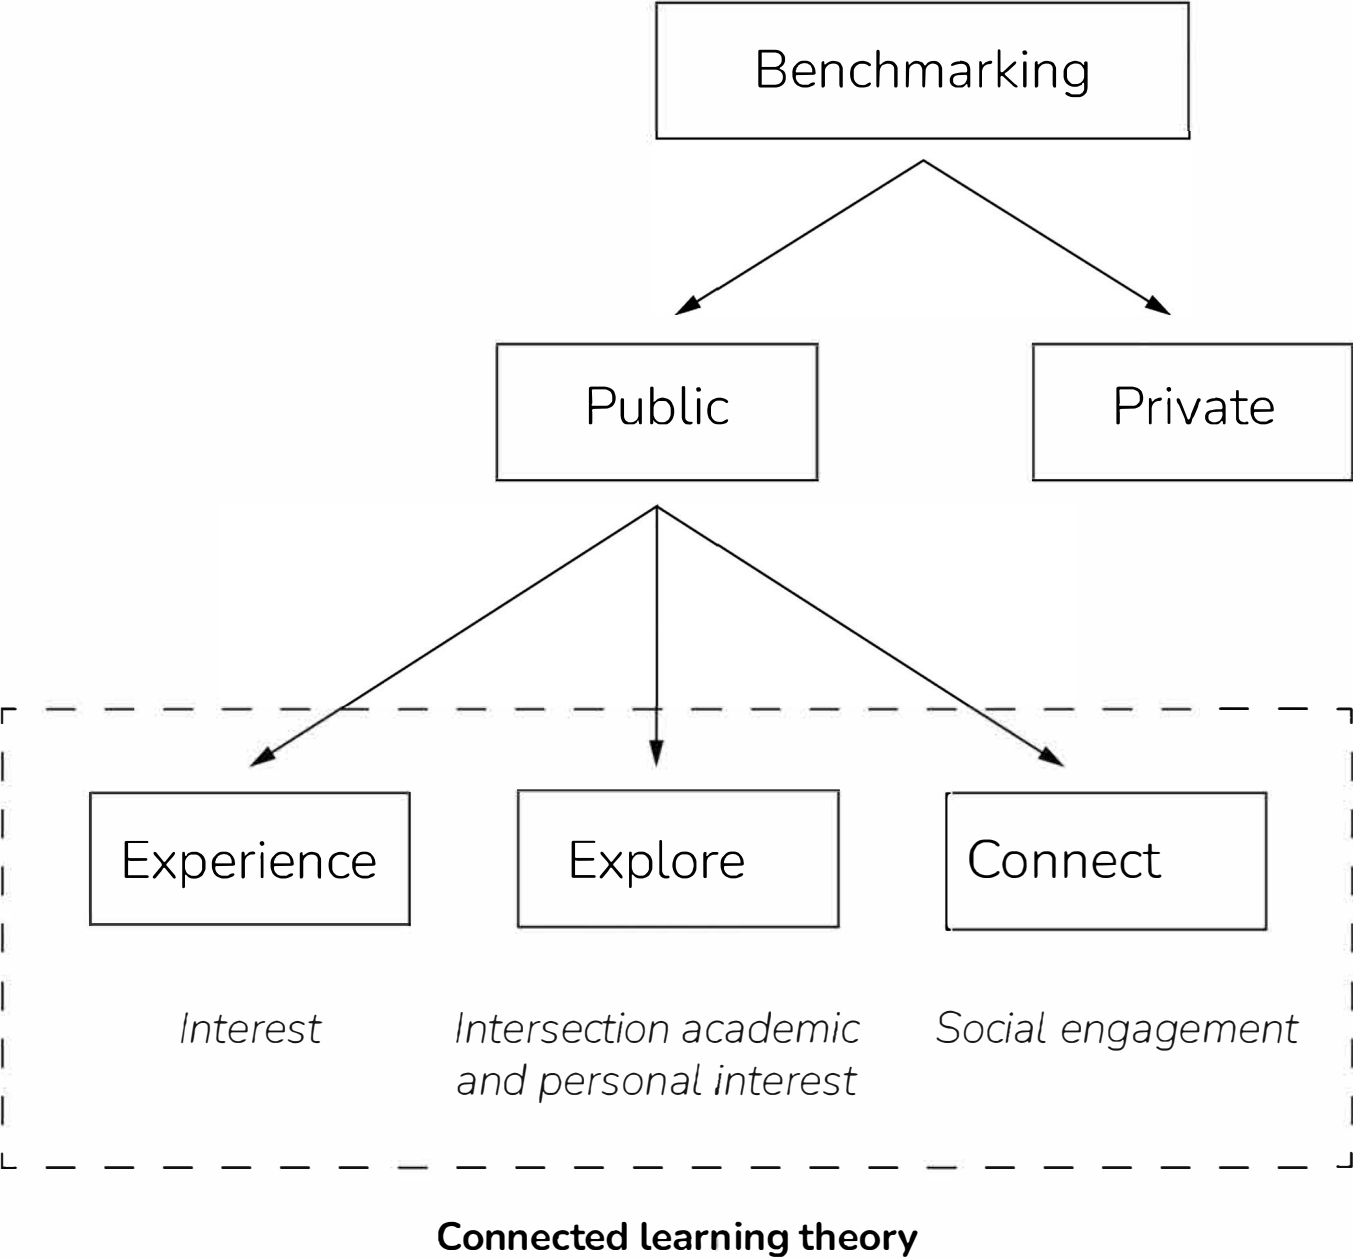 Benchmarking
Public
Private
Experience
Explore
Connect
Interest
Intersection academic
and personal interest
Social engagement
Connected learning theory